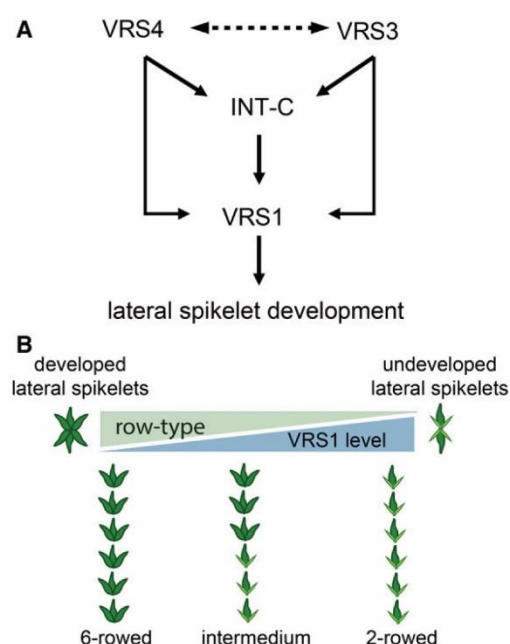 A
VRS4 VRS3
INT-C
VRS1
lateral spikelet development
B
developed
lateral spikelets
undeveloped
lateral spikelets
row-type
VRS1 level
6-rowed intermedium 2-rowed